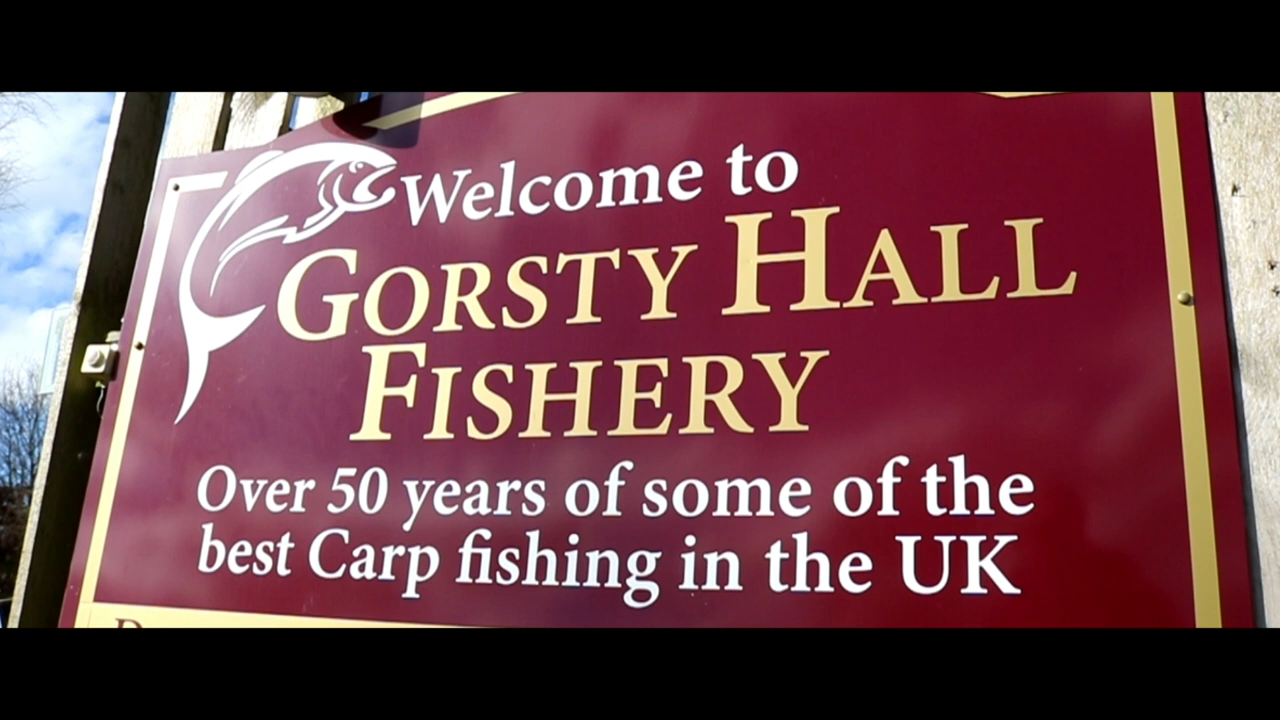 Welcome to
GORSTY HALL
FISHERY
Over 50 years of some of the
best Carp fishing in the UK